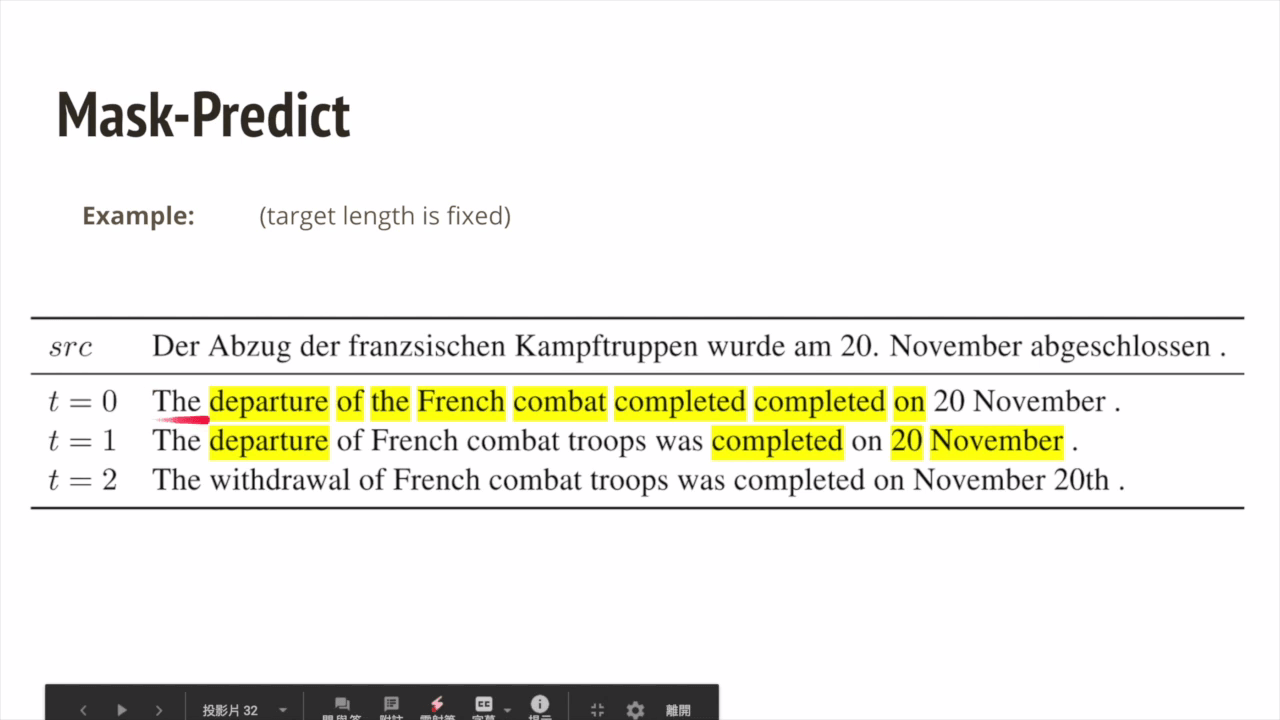 Mask-Predict
Example: (target length is fixed)
src Der Abzug der franzsischen Kampftruppen wurde am 20. November abgeschlossen .
t = 0 The departure of the French combat completed completed on 20 November .
t = 1 The departure of French combat troops was completed on 20 November .
t = 2 The withdrawal of French combat troops was completed on November 20th .
投影片 32 CC 離開